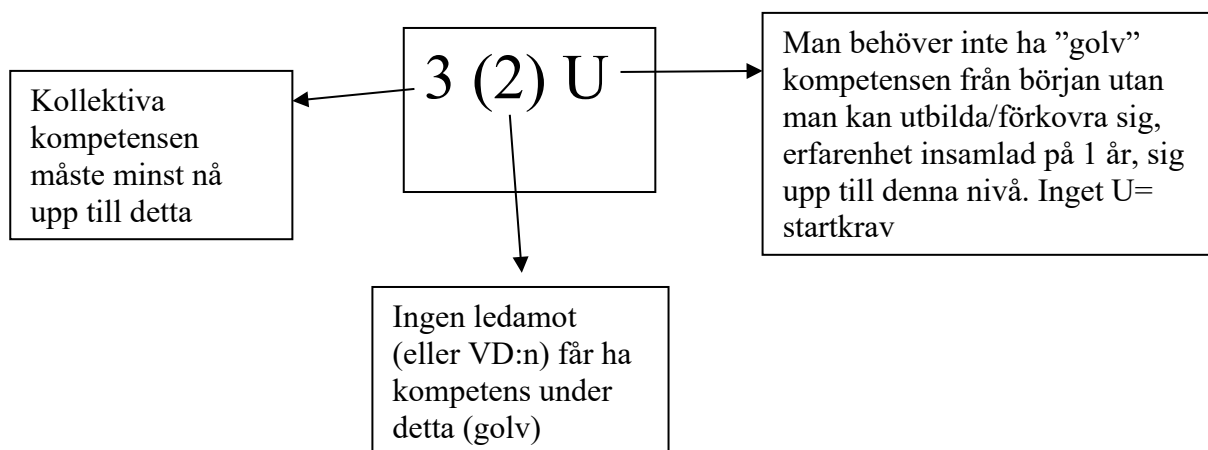 3 (2) U
Kollektiva
kompetensen
måste minst nå
upp till detta
Man behöver inte ha ”golv”
kompetensen från början utan
man kan utbilda/förkovra sig,
erfarenhet insamlad på 1 år, sig
upp till denna nivå. Inget U=
startkrav
Ingen ledamot
(eller VD:n) får ha
kompetens under
detta (golv)